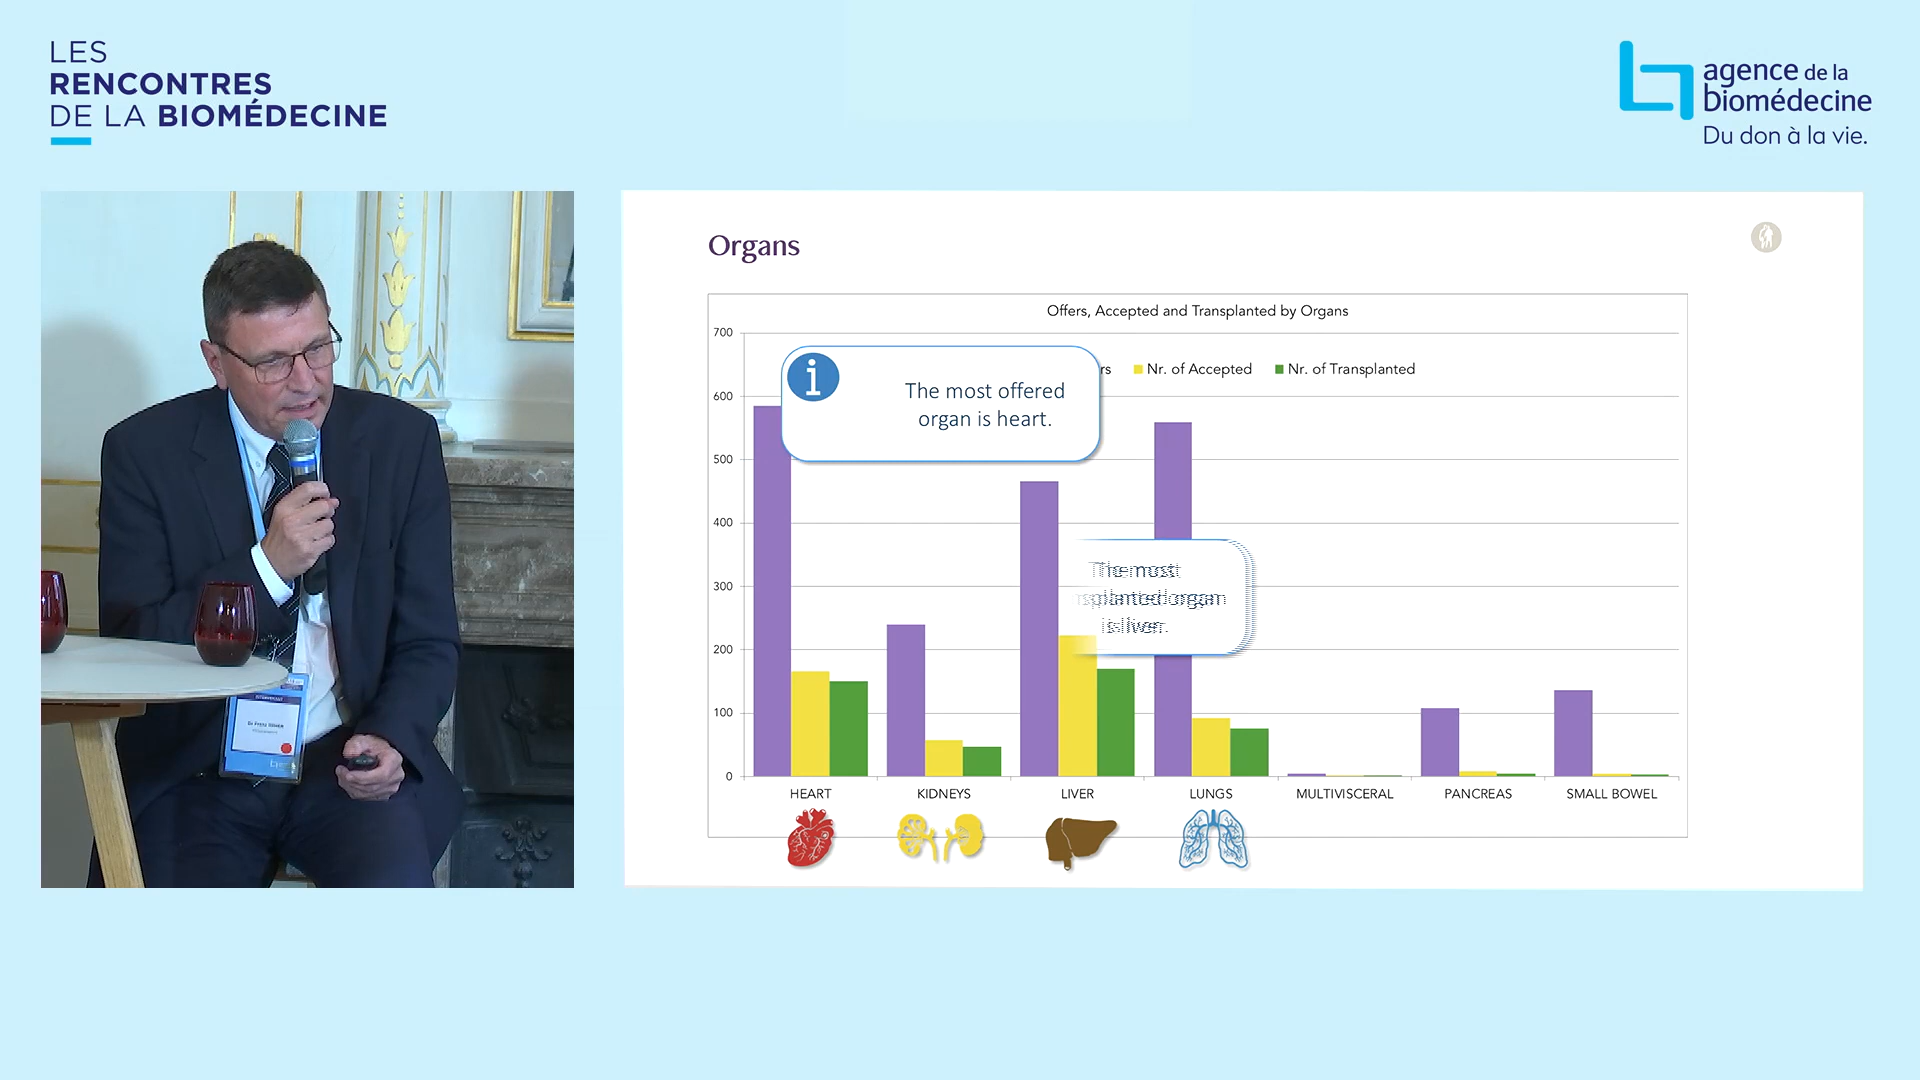 LES
RENCONTRES
DE LA BIOMÉDECINE
agence de la
biomédecine
Du don à la vie.
Organs
Offers, Accepted and Transplanted by Organs
Nr. of Accepted
Nr. of Transplanted
700
600
500
400
300
200
100
0
The most offered
organ is heart.
The most
organ
is liver.
HEART
KIDNEYS
LIVER
LUNGS
MULTIVISCERAL
PANCREAS
SMALL BOWEL